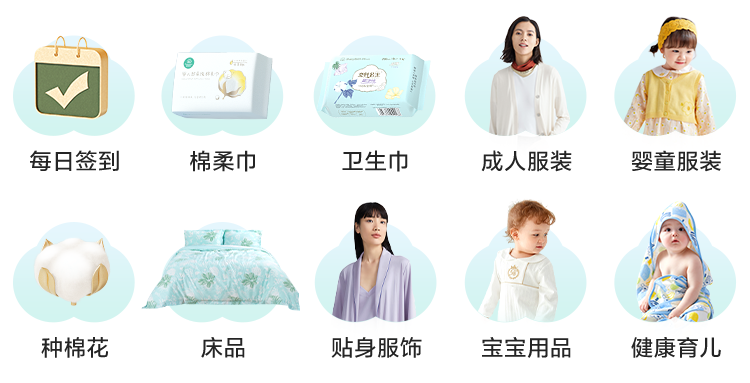 每日签到
棉柔巾
卫生巾
成人服装
婴童服装
种棉花
床品
贴身服饰
宝宝用品
健康育儿